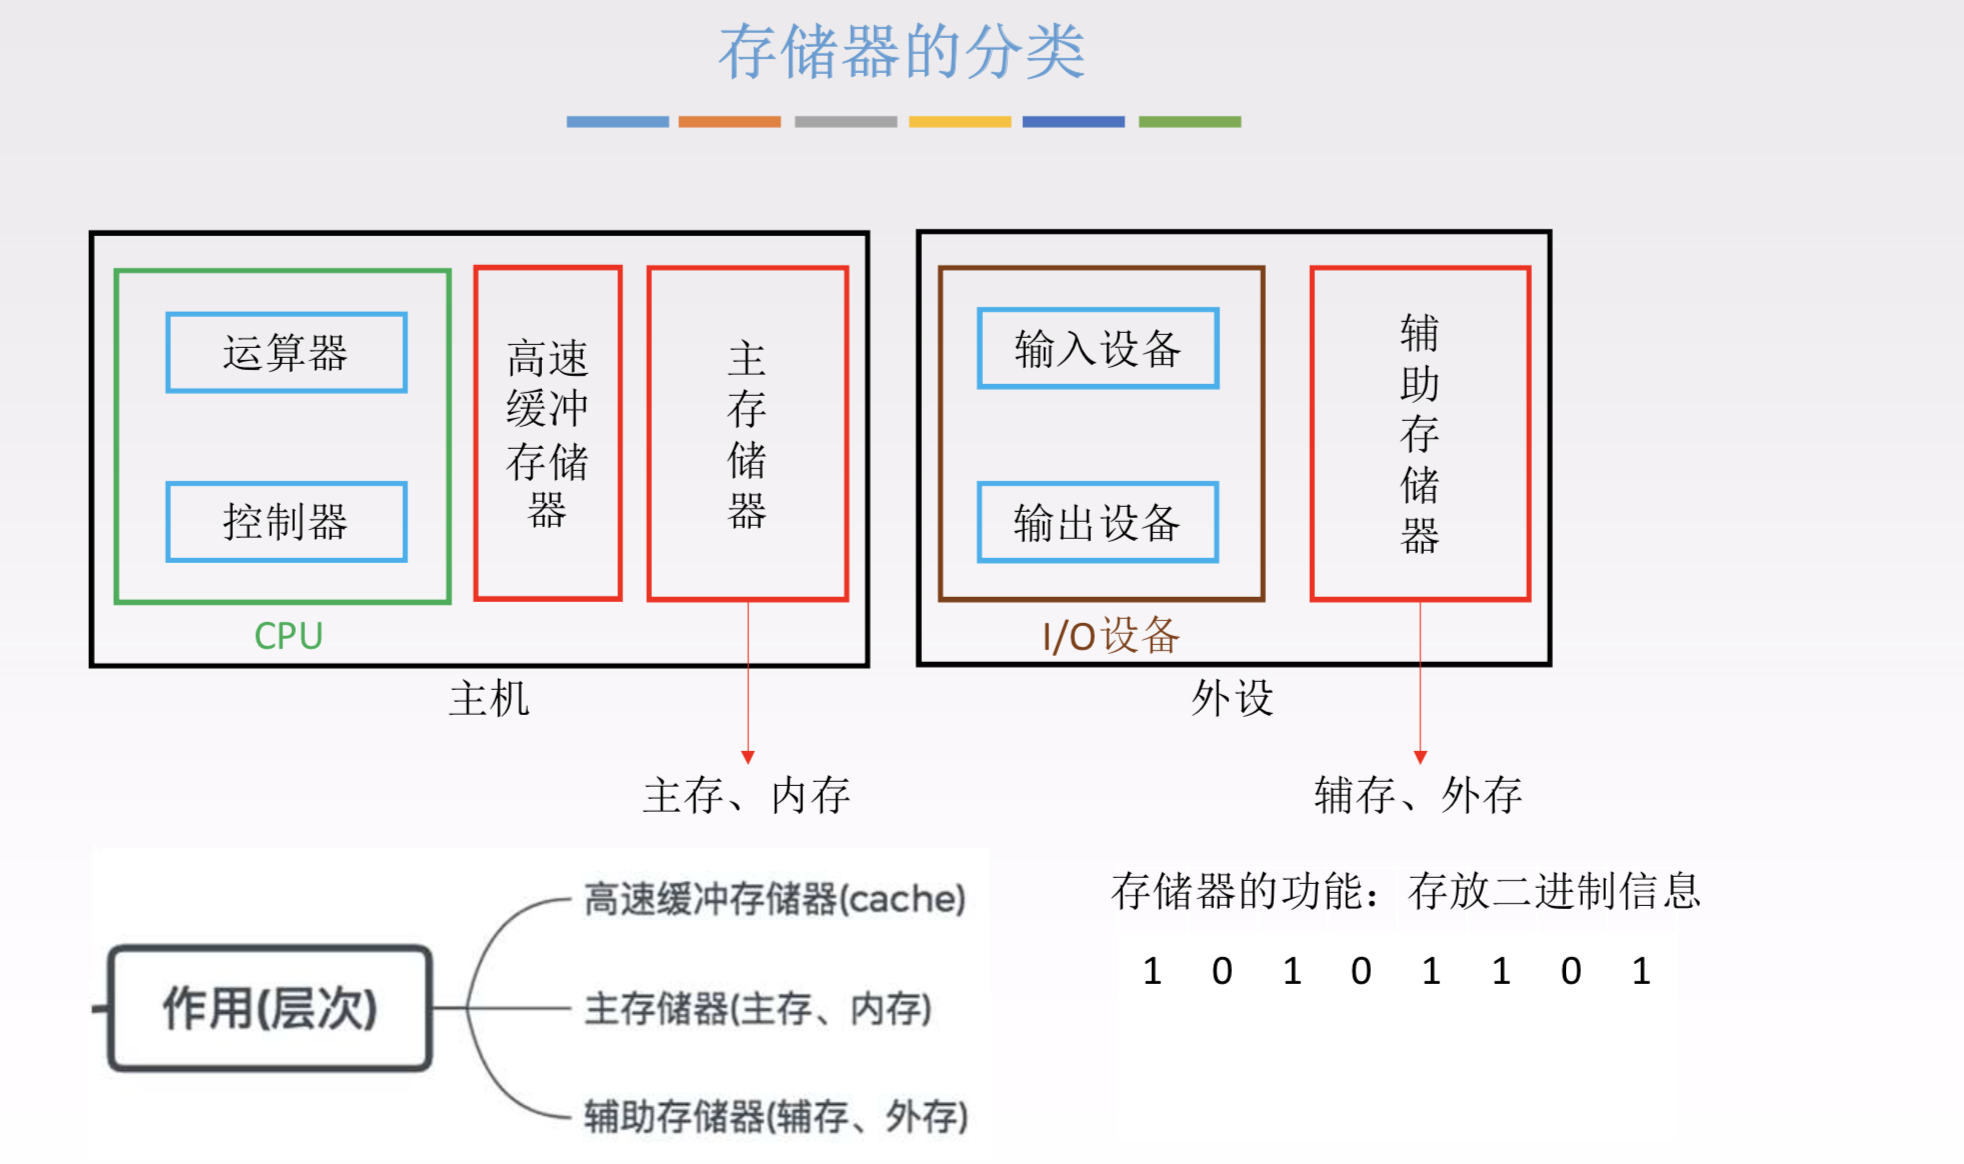 存储器的分类
运算器
控制器
CPU
高速
缓冲
存储
器
主
存
储
器
主机
输入设备
输出设备
I/O设备
辅
助
存
储
器
外设
主存、内存
辅存、外存
作用(层次)
高速缓冲存储器(cache)
主存储器(主存、内存)
辅助存储器(辅存、外存)
存储器的功能：存放二进制信息
1 0 1 0 1 1 0 1